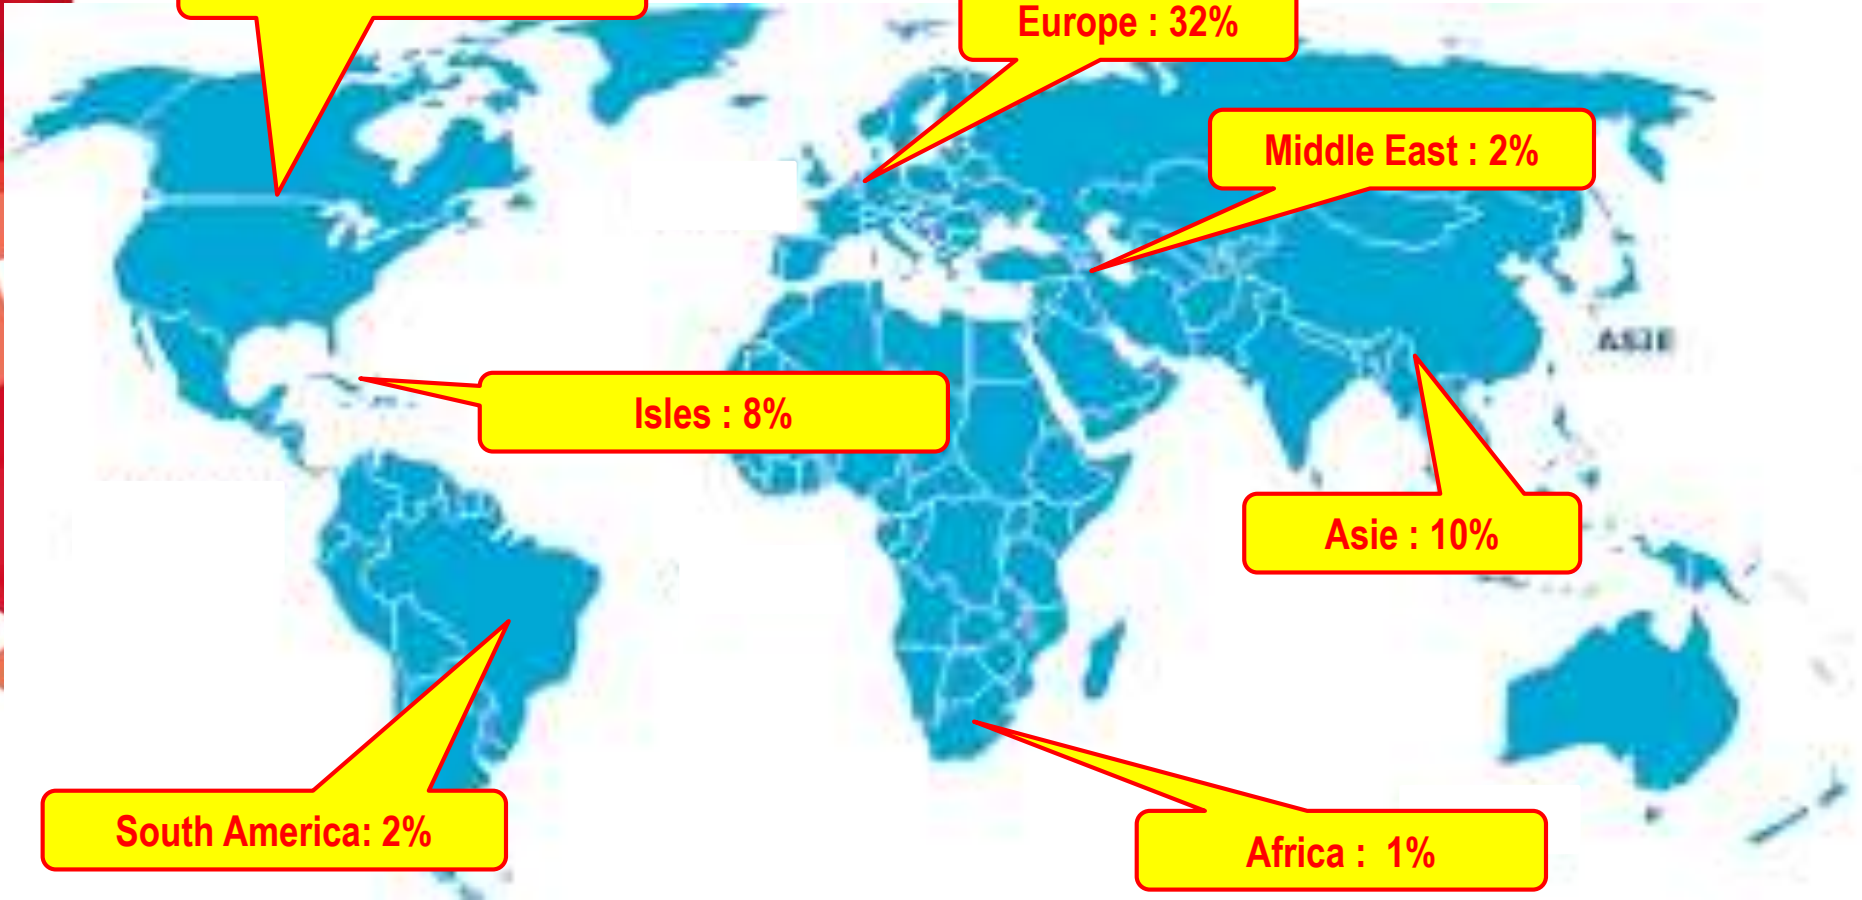 Europe : 32%
Middle East : 2%
ASIE
Isles : 8%
Asie : 10%
South America: 2%
Africa :  1%